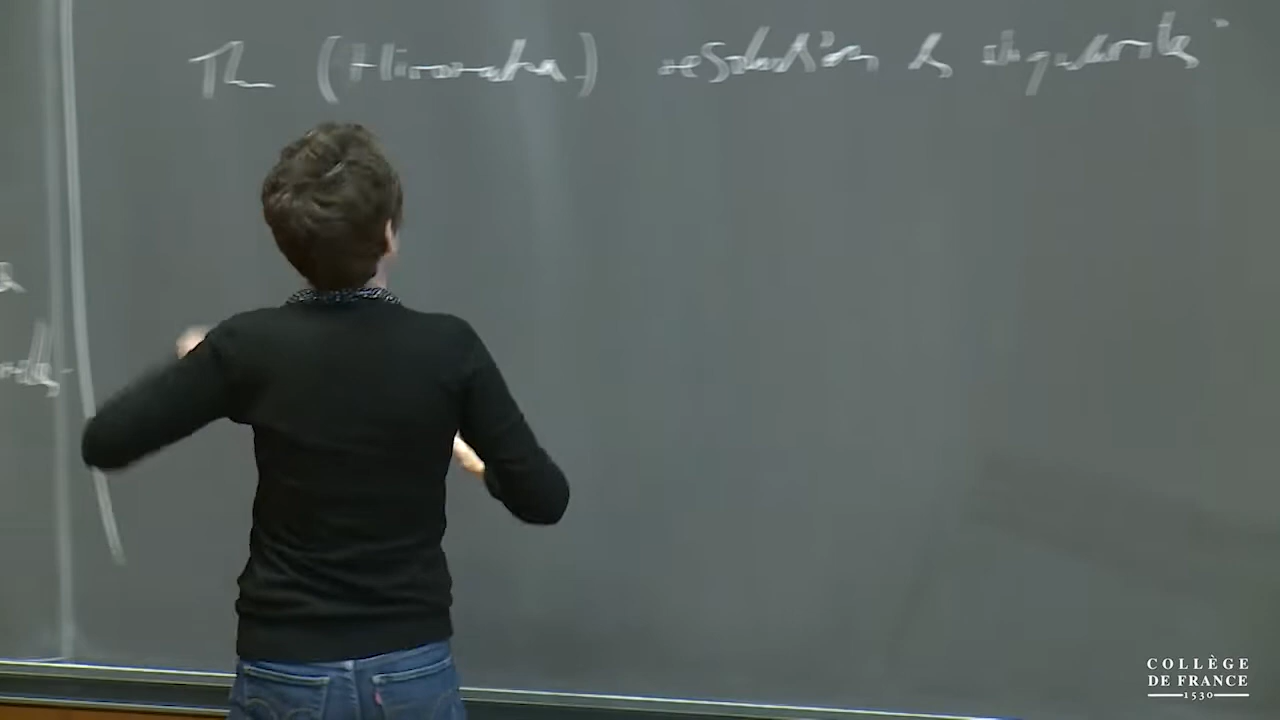 Th (Hironaka) résolution des singularités
COLLÈGE
DE FRANCE
1530